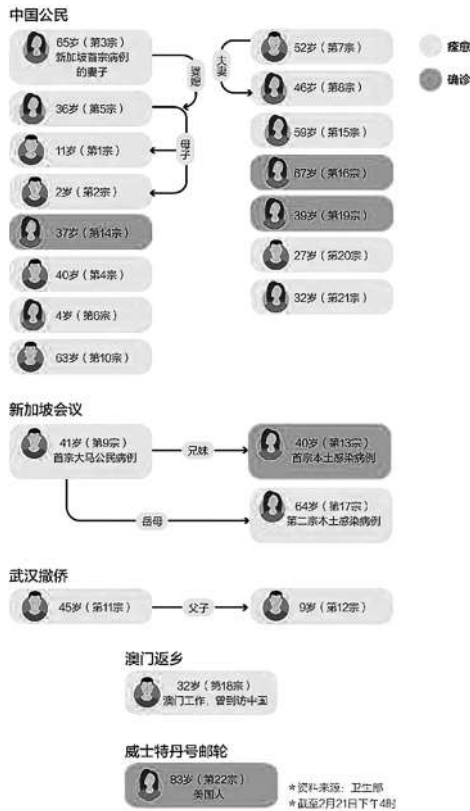 中国公民
65岁（第3宗）
新加坡首宗病例
的妻子
36岁（第5宗）
11岁（第1宗）
2岁（第2宗）
37岁（第14宗）
40岁（第4宗）
4岁（第6宗）
63岁（第10宗）
婆媳
母子
夫妻
52岁（第7宗）
46岁（第8宗）
59岁（第15宗）
67岁（第16宗）
39岁（第19宗）
27岁（第20宗）
32岁（第21宗）
痊愈
确诊
新加坡会议
41岁（第9宗）
首宗大马公民病例
兄妹
40岁（第13宗）
首宗本土感染病例
岳母
64岁（第17宗）
第二宗本土感染病例
武汉撤侨
45岁（第11宗）
父子
9岁（第12宗）
澳门返乡
32岁（第18宗）
澳门工作，曾到访中国
威士特丹号邮轮
83岁（第22宗）
美国人
*资料来源：卫生部
*截至2月21日下午4时